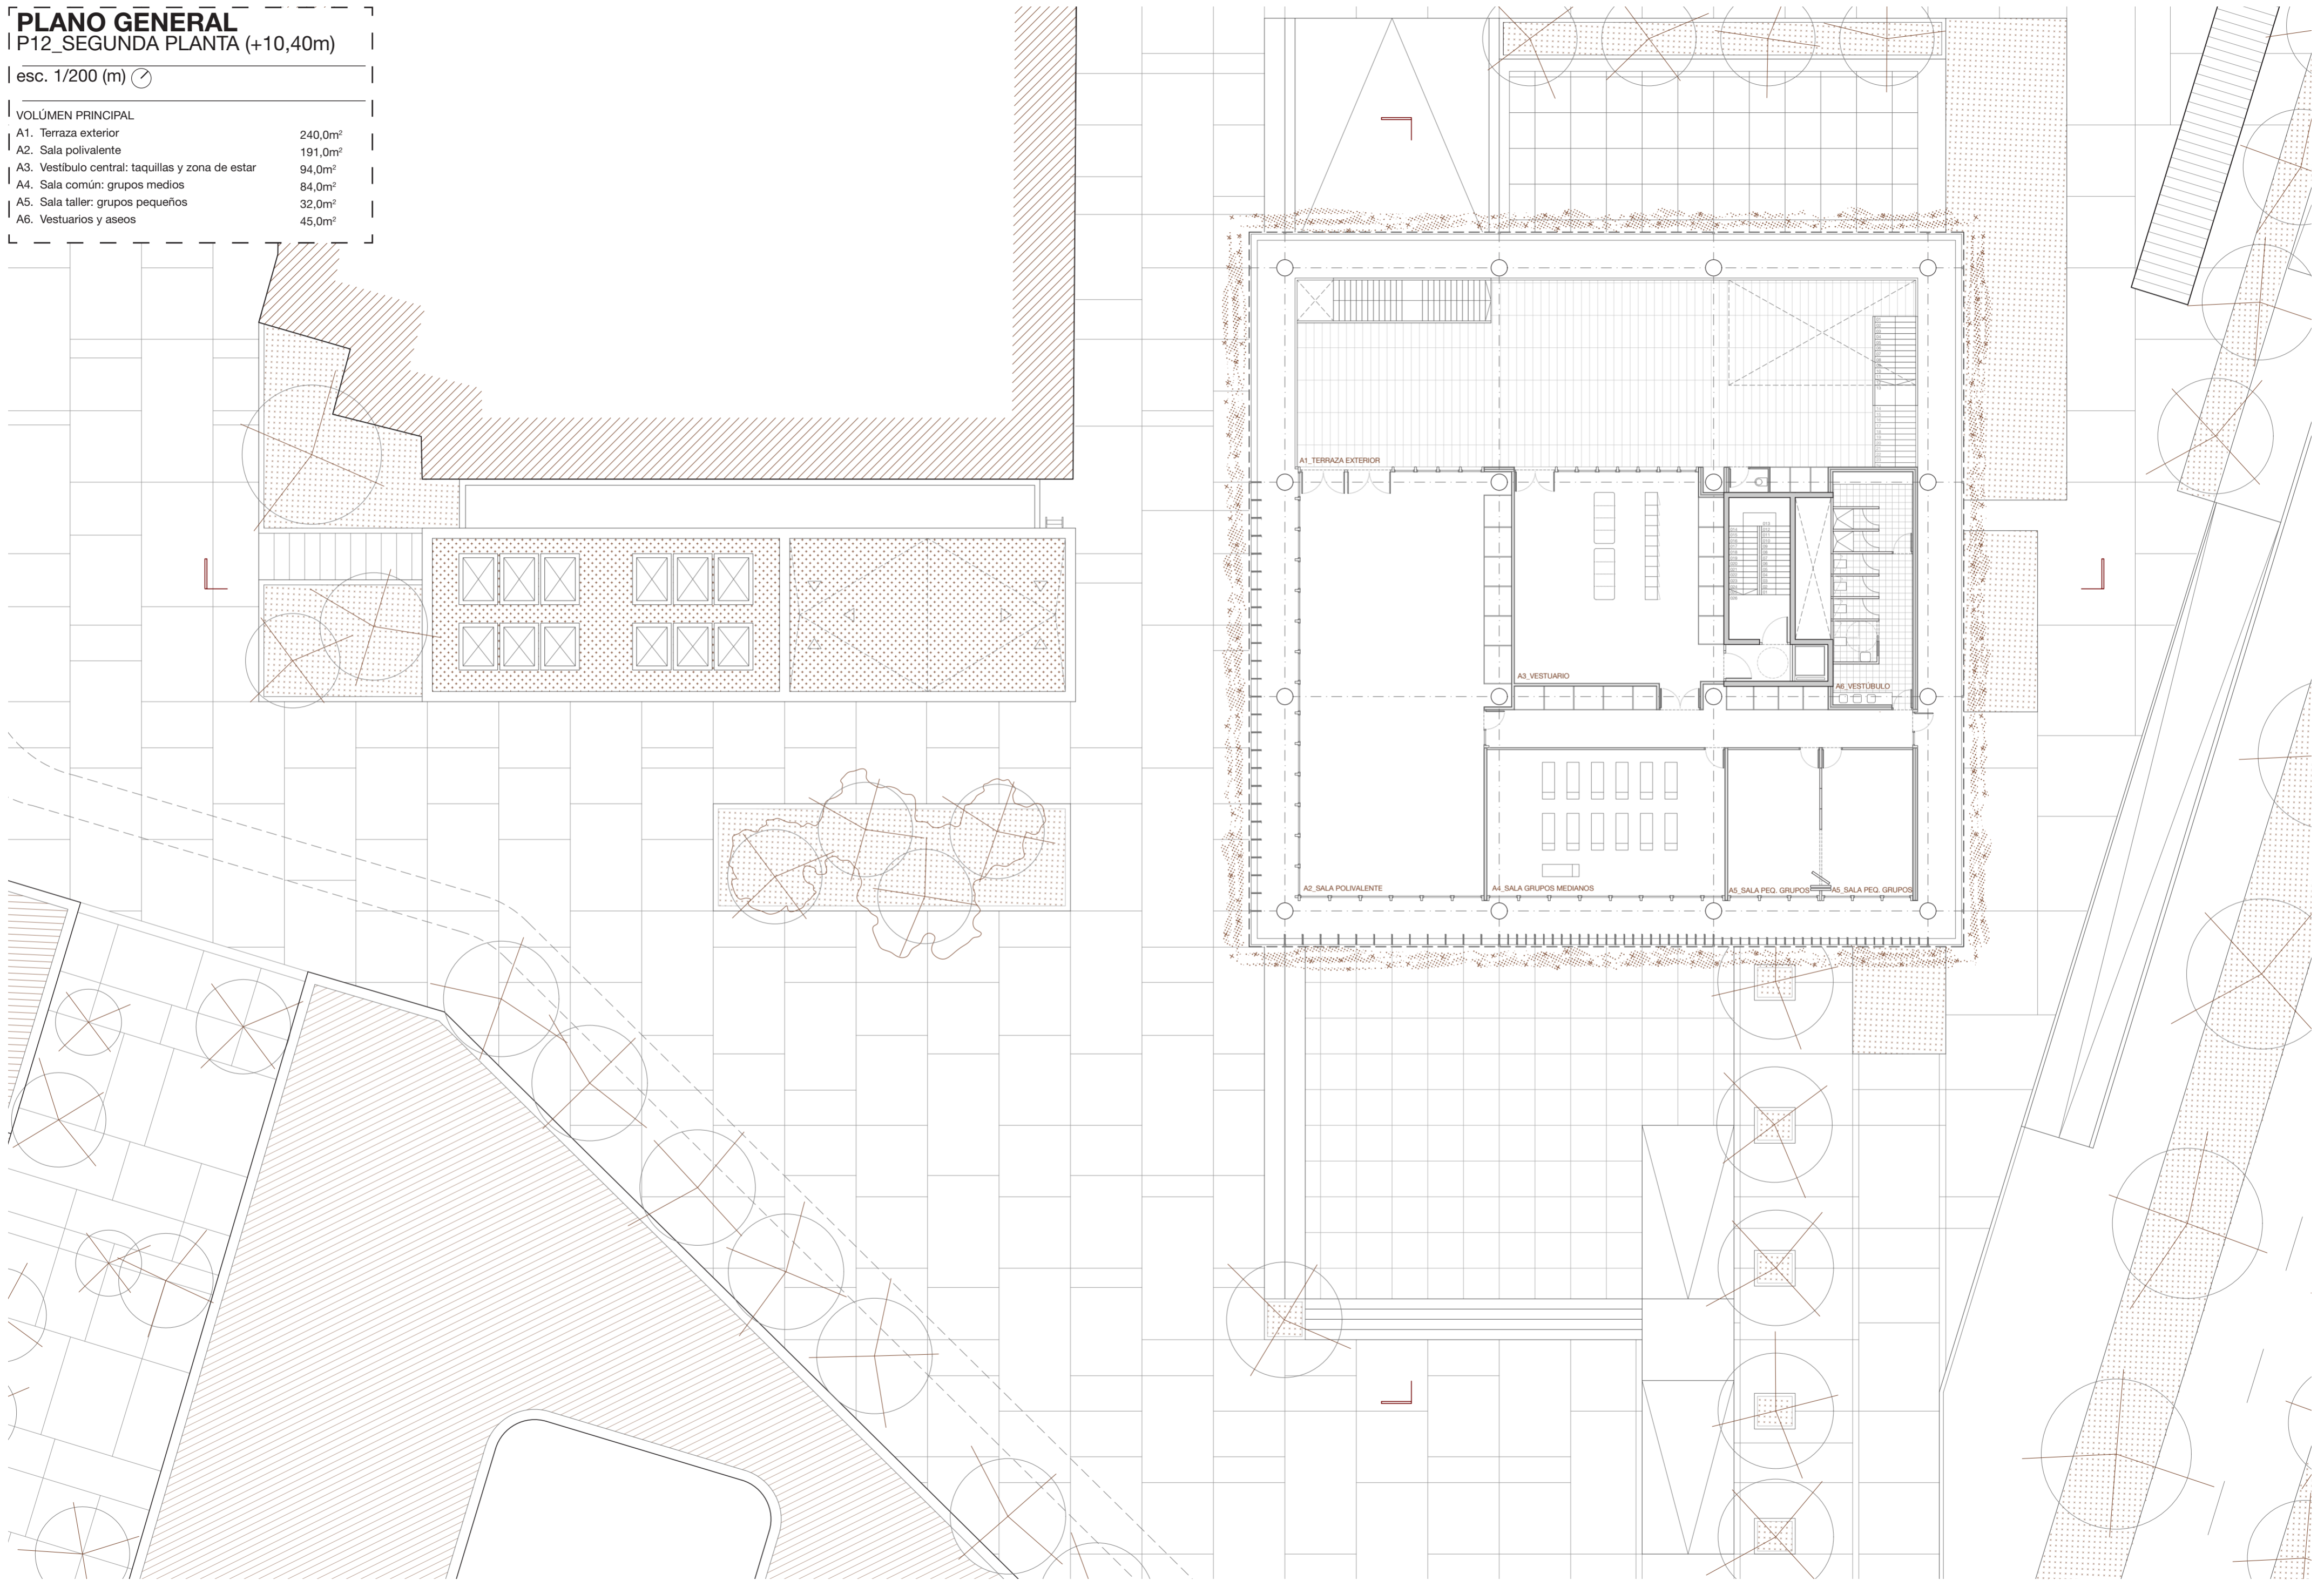 PLANO GENERAL
P12_SEGUNDA PLANTA (+10,40m)
esc. 1/200 (m)
VOLÚMEN PRINCIPAL
A1. Terraza exterior 240,0m²
A2. Sala polivalente 191,0m²
A3. Vestíbulo central: taquillas y zona de estar 94,0m²
A4. Sala común: grupos medios 84,0m²
A5. Sala taller: grupos pequeños 32,0m²
A6. Vestuarios y aseos 45,0m²
A1_TERRAZA EXTERIOR
A3_VESTUARIO
A6_VESTÚBULO
A2_SALA POLIVALENTE
A4_SALA GRUPOS MEDIANOS
A5_SALA PEQ. GRUPOS
A5_SALA PEQ. GRUPOS